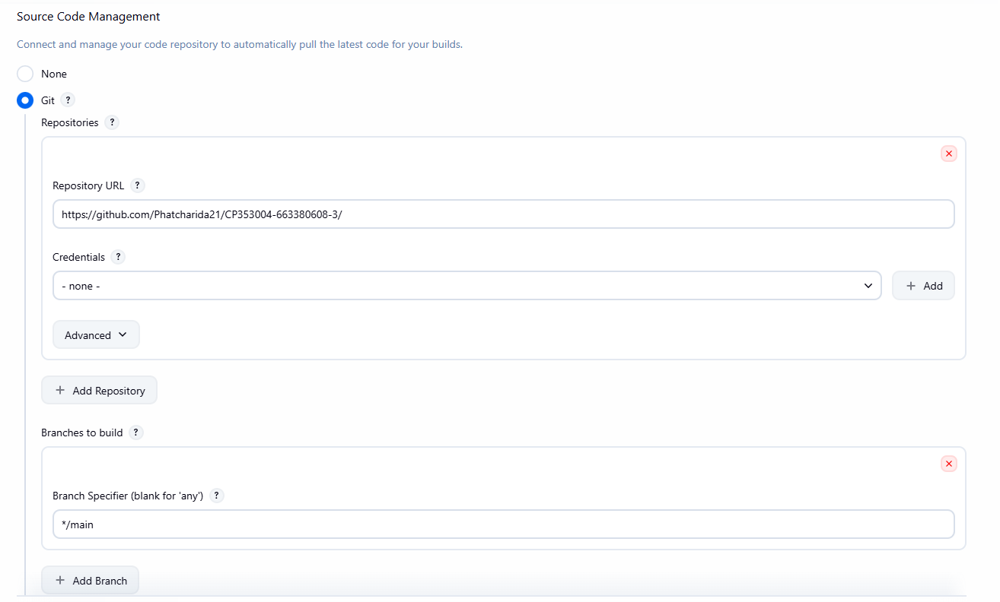 Source Code Management
Connect and manage your code repository to automatically pull the latest code for your builds.
None
Git ?
Repositories ?
Repository URL ?
https://github.com/Phatcharida21/CP353004-663380608-3/
Credentials ?
- none -
+ Add
Advanced
+ Add Repository
Branches to build ?
Branch Specifier (blank for 'any') ?
*/main
+ Add Branch